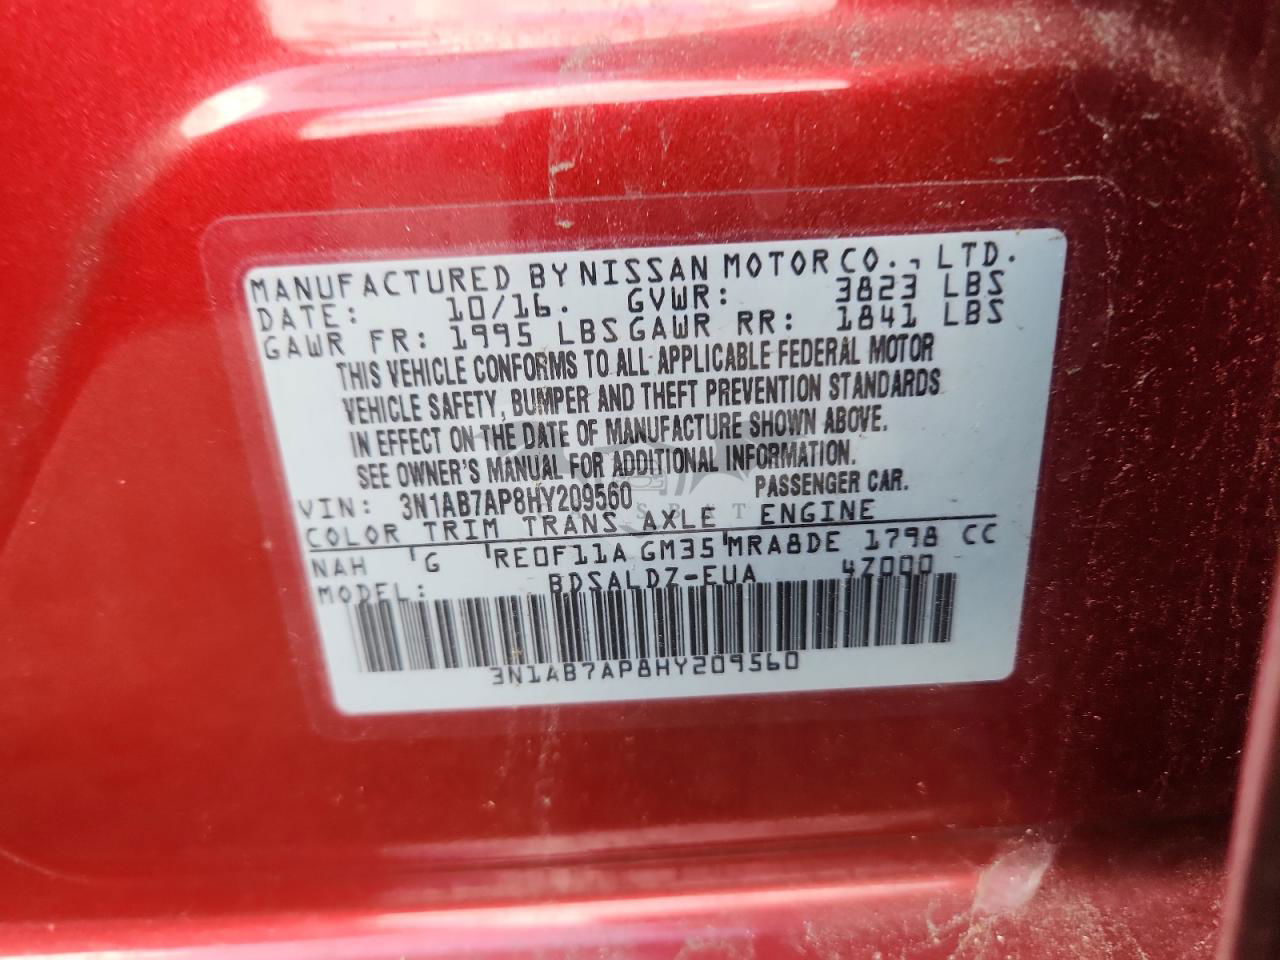 MANUFACTURED BY NISSAN MOTOR CO., LTD.
DATE: 10/16. GVWR: 3823 LBS
GAWR FR: 1995 LBS GAWR RR: 1841 LBS
THIS VEHICLE CONFORMS TO ALL APPLICABLE FEDERAL MOTOR
VEHICLE SAFETY, BUMPER AND THEFT PREVENTION STANDARDS
IN EFFECT ON THE DATE OF MANUFACTURE SHOWN ABOVE.
SEE OWNER'S MANUAL FOR ADDITIONAL INFORMATION.
VIN: 3N1AB7AP8HY209560 PASSENGER CAR.
COLOR TRIM TRANS AXLE ENGINE
NAH G RE0F11A GM35 MRA8DE 1798 CC
MODEL: BDSALDZ-EUA 4Z000
3N1AB7AP8HY209560